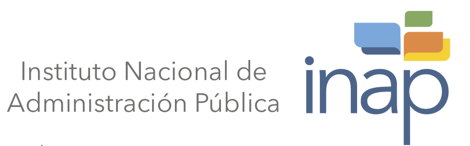 Instituto Nacional de
Administración Pública
inap